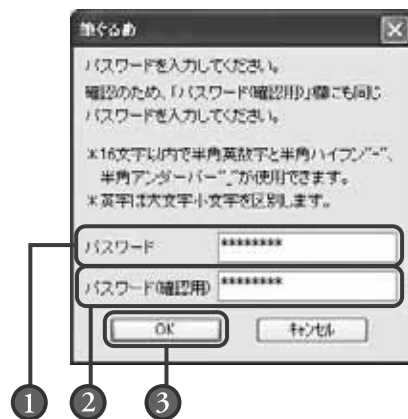 筆ぐるめ
パスワードを入力してください。
確認のため、「パスワード(確認用)」欄にも同じ
パスワードを入力してください。
*16文字以内で半角英数字と半角ハイフン"-"、
半角アンダーバー"_"が使用できます。
*英字は大文字小文字を区別します。
パスワード ********
パスワード(確認用) ********
OK キャンセル
1 2 3